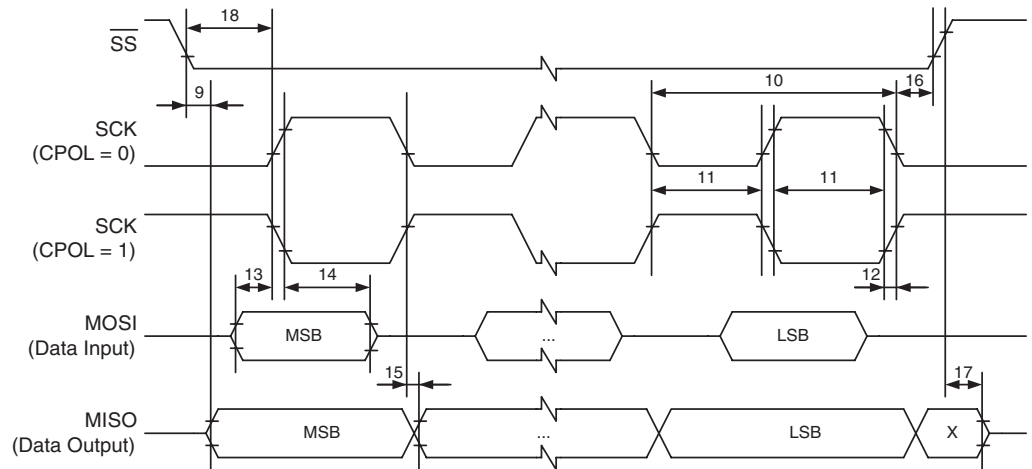 18
SS
9
10
16
SCK
(CPOL = 0)
11
11
SCK
(CPOL = 1)
13
14
12
MOSI
(Data Input)
MSB
...
LSB
15
17
MISO
(Data Output)
MSB
...
LSB
X